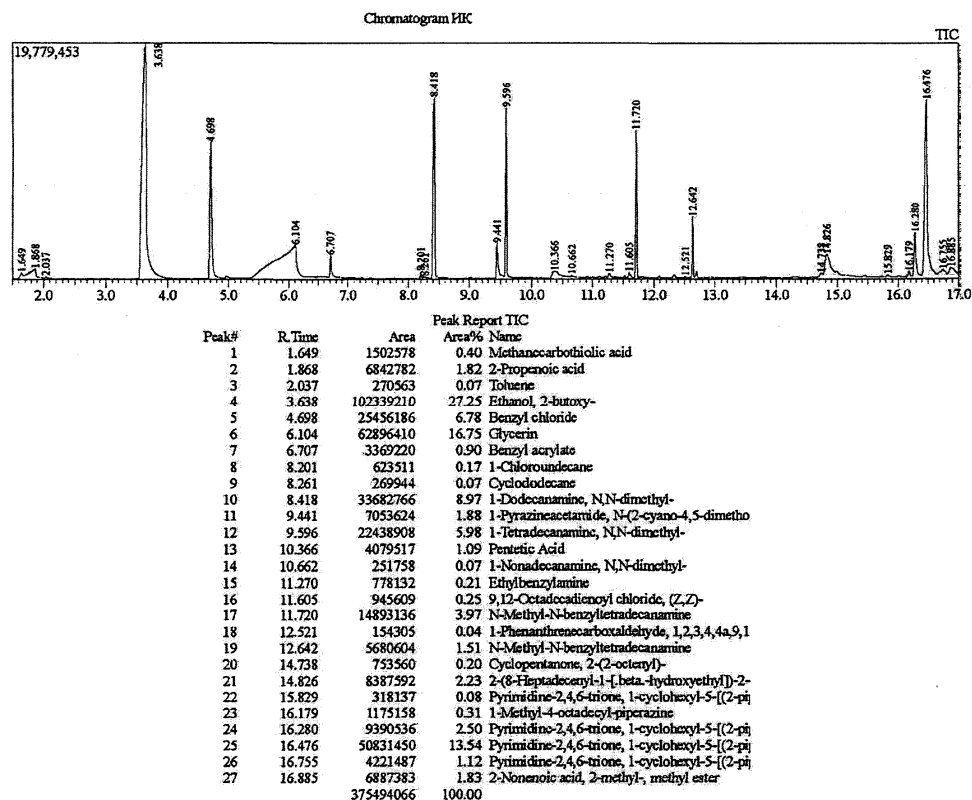 Chromatogram HK
TIC
19,779,453
3.638
4.698
6.104
6.707
8.201
8.261
8.418
9.441
9.596
10.366
10.662
11.270
11.605
11.720
12.521
12.642
14.738
14.826
15.829
16.179
16.280
16.476
16.755
16.885
1.649
1.868
2.037
2.0 3.0 4.0 5.0 6.0 7.0 8.0 9.0 10.0 11.0 12.0 13.0 14.0 15.0 16.0 17.0
Peak Report TIC
Peak# R.Time Area Area% Name
1 1.649 1502578 0.40 Methanecarbothiolic acid
2 1.868 6842782 1.82 2-Propenoic acid
3 2.037 270563 0.07 Toluene
4 3.638 102339210 27.25 Ethanol, 2-butoxy-
5 4.698 25456186 6.78 Benzyl chloride
6 6.104 62896410 16.75 Glycerin
7 6.707 3369220 0.90 Benzyl acrylate
8 8.201 623511 0.17 1-Chloroundecane
9 8.261 269944 0.07 Cyclododecane
10 8.418 33682766 8.97 1-Dodecanamine, N,N-dimethyl-
11 9.441 7053624 1.88 1-Pyrazineacetamide, N-(2-cyano-4,5-dimetho
12 9.596 22438908 5.98 1-Tetradecanamine, N,N-dimethyl-
13 10.366 4079517 1.09 Pentetic Acid
14 10.662 251758 0.07 1-Nonadecanamine, N,N-dimethyl-
15 11.270 778132 0.21 Ethylbenzylamine
16 11.605 945609 0.25 9,12-Octadecadienoyl chloride, (Z,Z)-
17 11.720 14893136 3.97 N-Methyl-N-benzyltetradecanamine
18 12.521 154305 0.04 1-Phenanthrenecarboxaldehyde, 1,2,3,4,4a,9,1
19 12.642 5680604 1.51 N-Methyl-N-benzyltetradecanamine
20 14.738 753560 0.20 Cyclopentanone, 2-(2-octenyl)-
21 14.826 8387592 2.23 2-(8-Heptadecenyl-1-[.beta.-hydroxyethyl])-2-
22 15.829 318137 0.08 Pyrimidine-2,4,6-trione, 1-cyclohexyl-5-[(2-pi
23 16.179 1175158 0.31 1-Methyl-4-octadecyl-piperazine
24 16.280 9390536 2.50 Pyrimidine-2,4,6-trione, 1-cyclohexyl-5-[(2-pi
25 16.476 50831450 13.54 Pyrimidine-2,4,6-trione, 1-cyclohexyl-5-[(2-pi
26 16.755 4221487 1.12 Pyrimidine-2,4,6-trione, 1-cyclohexyl-5-[(2-pi
27 16.885 6887383 1.83 2-Nonenoic acid, 2-methyl-, methyl ester
375494066 100.00